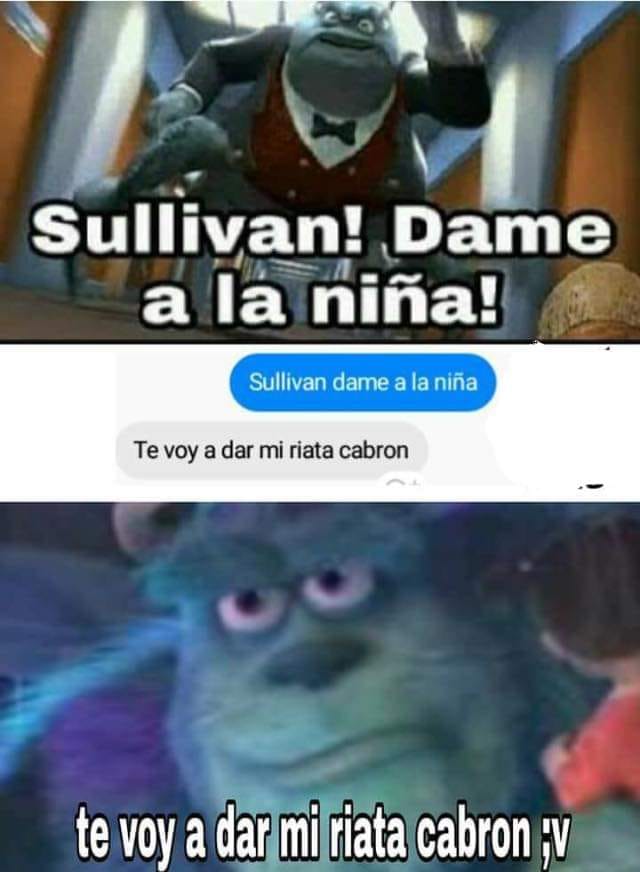 Sullivan! Dame
a la niña!
Sullivan dame a la niña
Te voy a dar mi riata cabron
te voy a dar mi riata cabron ;v